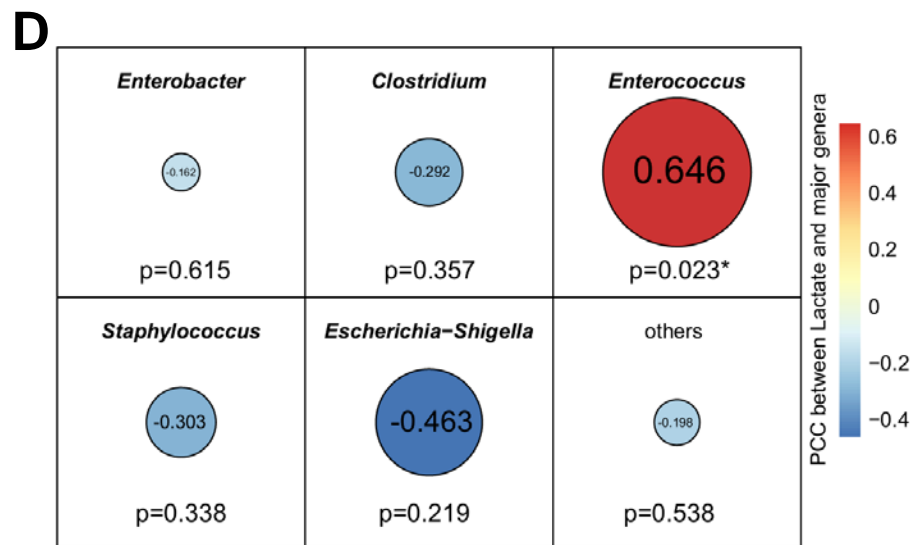 D
Enterobacter
Clostridium
Enterococcus
-0.162
-0.292
0.646
p=0.615
p=0.357
p=0.023*
Staphylococcus
Escherichia−Shigella
others
-0.303
-0.463
-0.198
p=0.338
p=0.219
p=0.538
PCC between Lactate and major genera
0.6
0.4
0.2
0
−0.2
−0.4